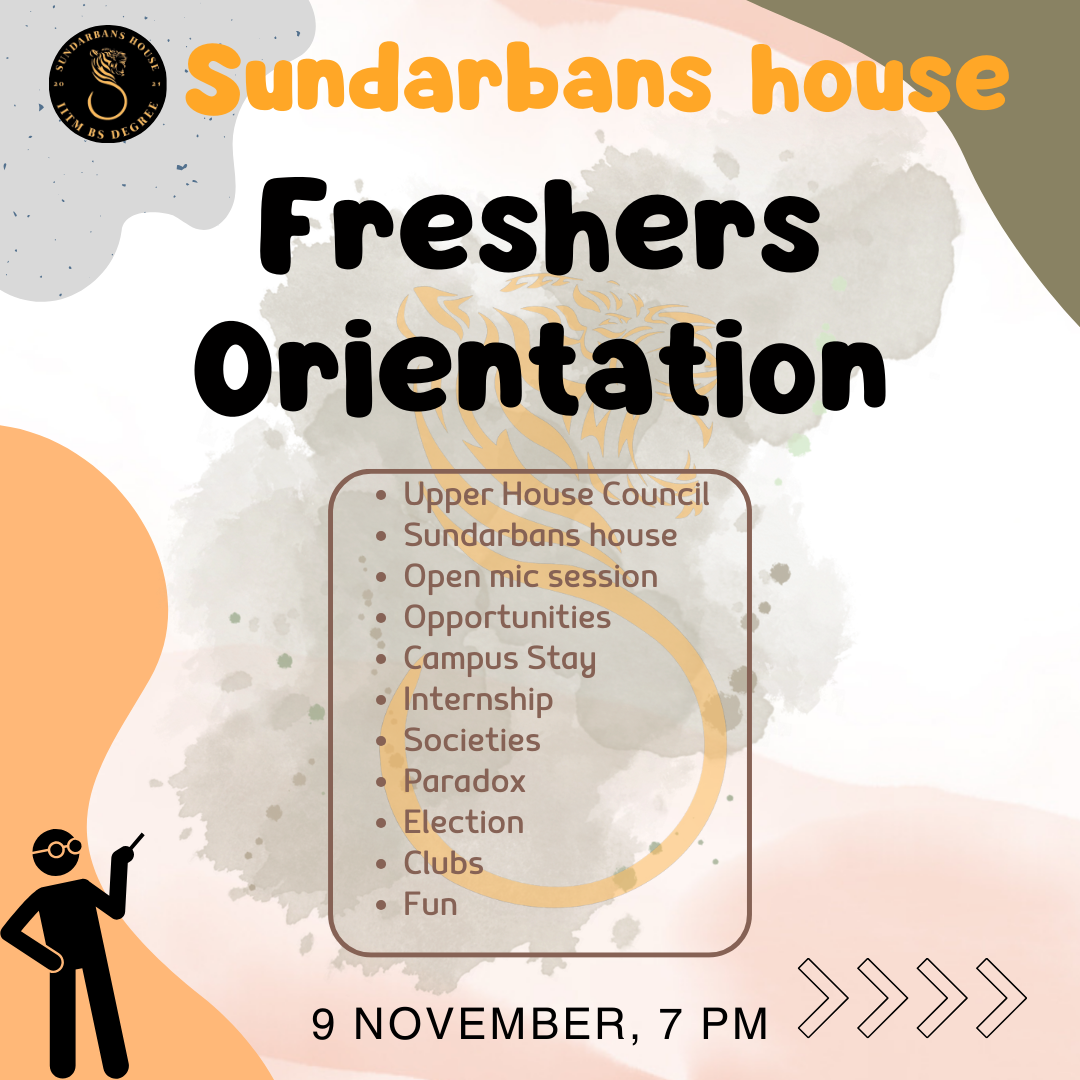 SUNDARBANS HOUSE
20 21
IITM BS DEGREE
Sundarbans house
Freshers
Orientation
• Upper House Council
• Sundarbans house
• Open mic session
• Opportunities
• Campus Stay
• Internship
• Societies
• Paradox
• Election
• Clubs
• Fun
9 NOVEMBER, 7 PM